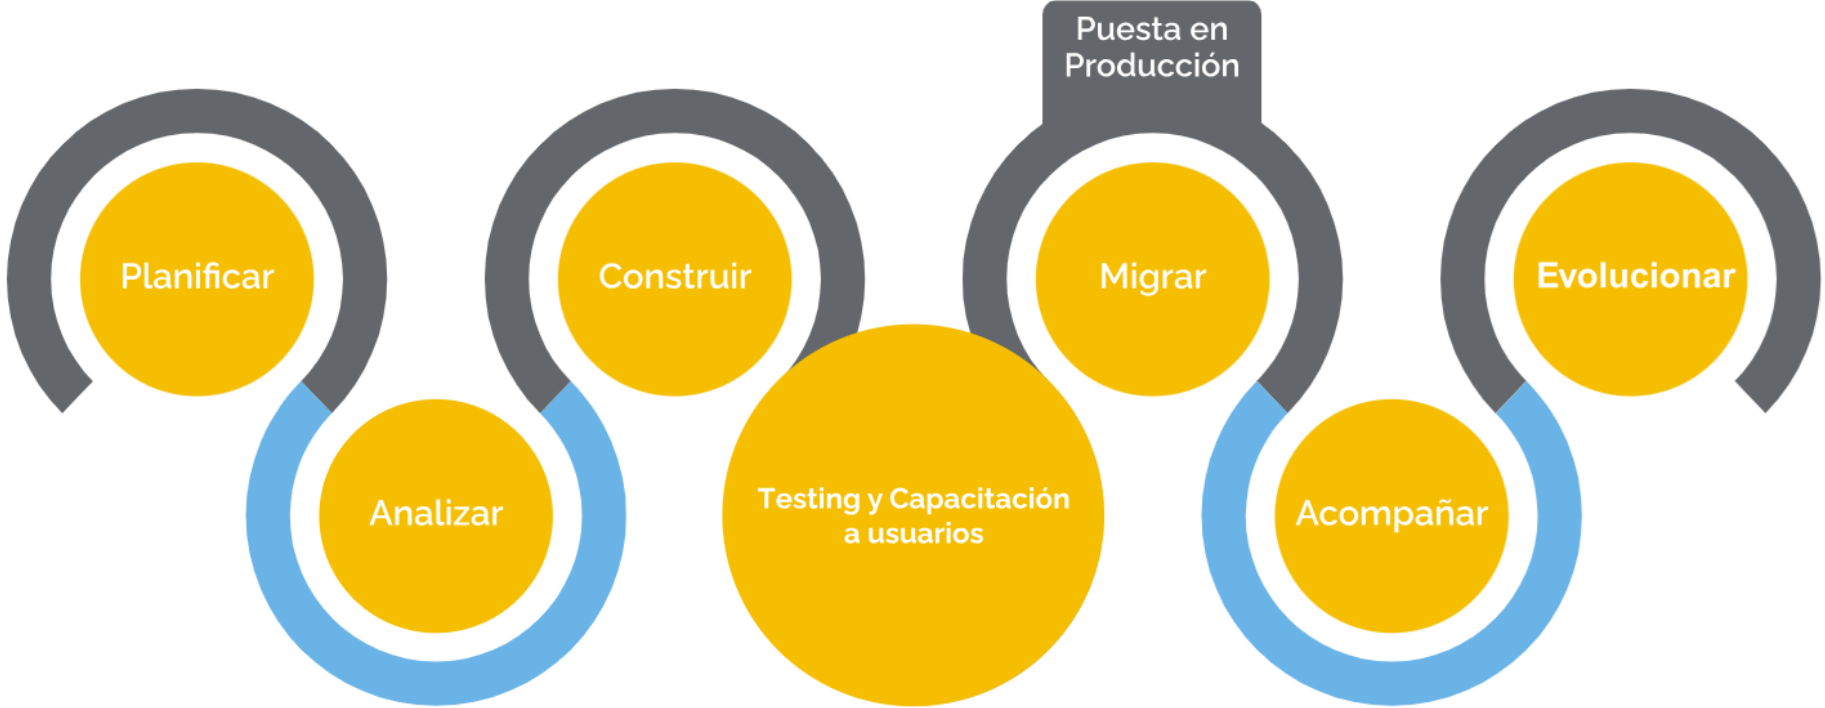 Puesta en
Producción
Planificar
Construir
Migrar
Evolucionar
Analizar
Testing y Capacitación
a usuarios
Acompañar